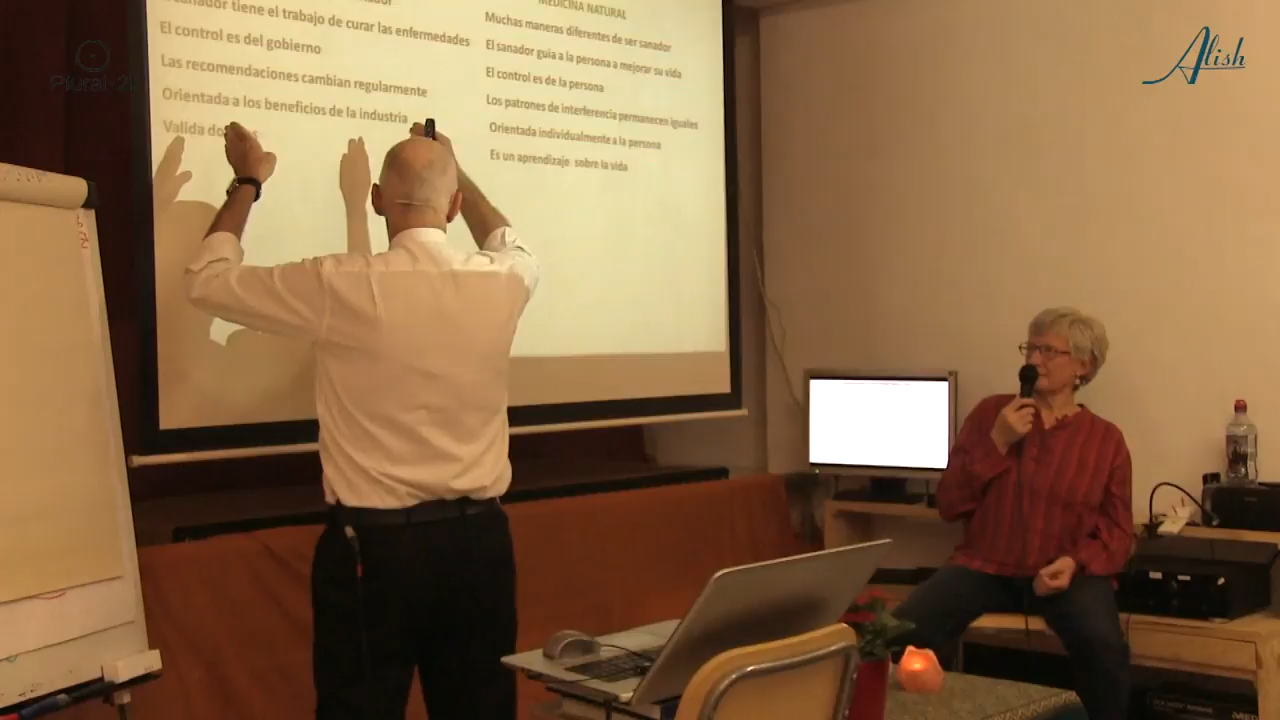 tiene el trabajo de curar las enfermedades
El control es del gobierno
Las recomendaciones cambian regularmente
Orientada a los beneficios de la industria
Valida
MEDICINA NATURAL
Muchas maneras diferentes de ser sanador
El sanador guia a la persona a mejorar su vida
El control es de la persona
Los patrones de interferencia permanecen iguales
Orientada individualmente a la persona
Es un aprendizaje sobre la vida
Alish
Plural-21